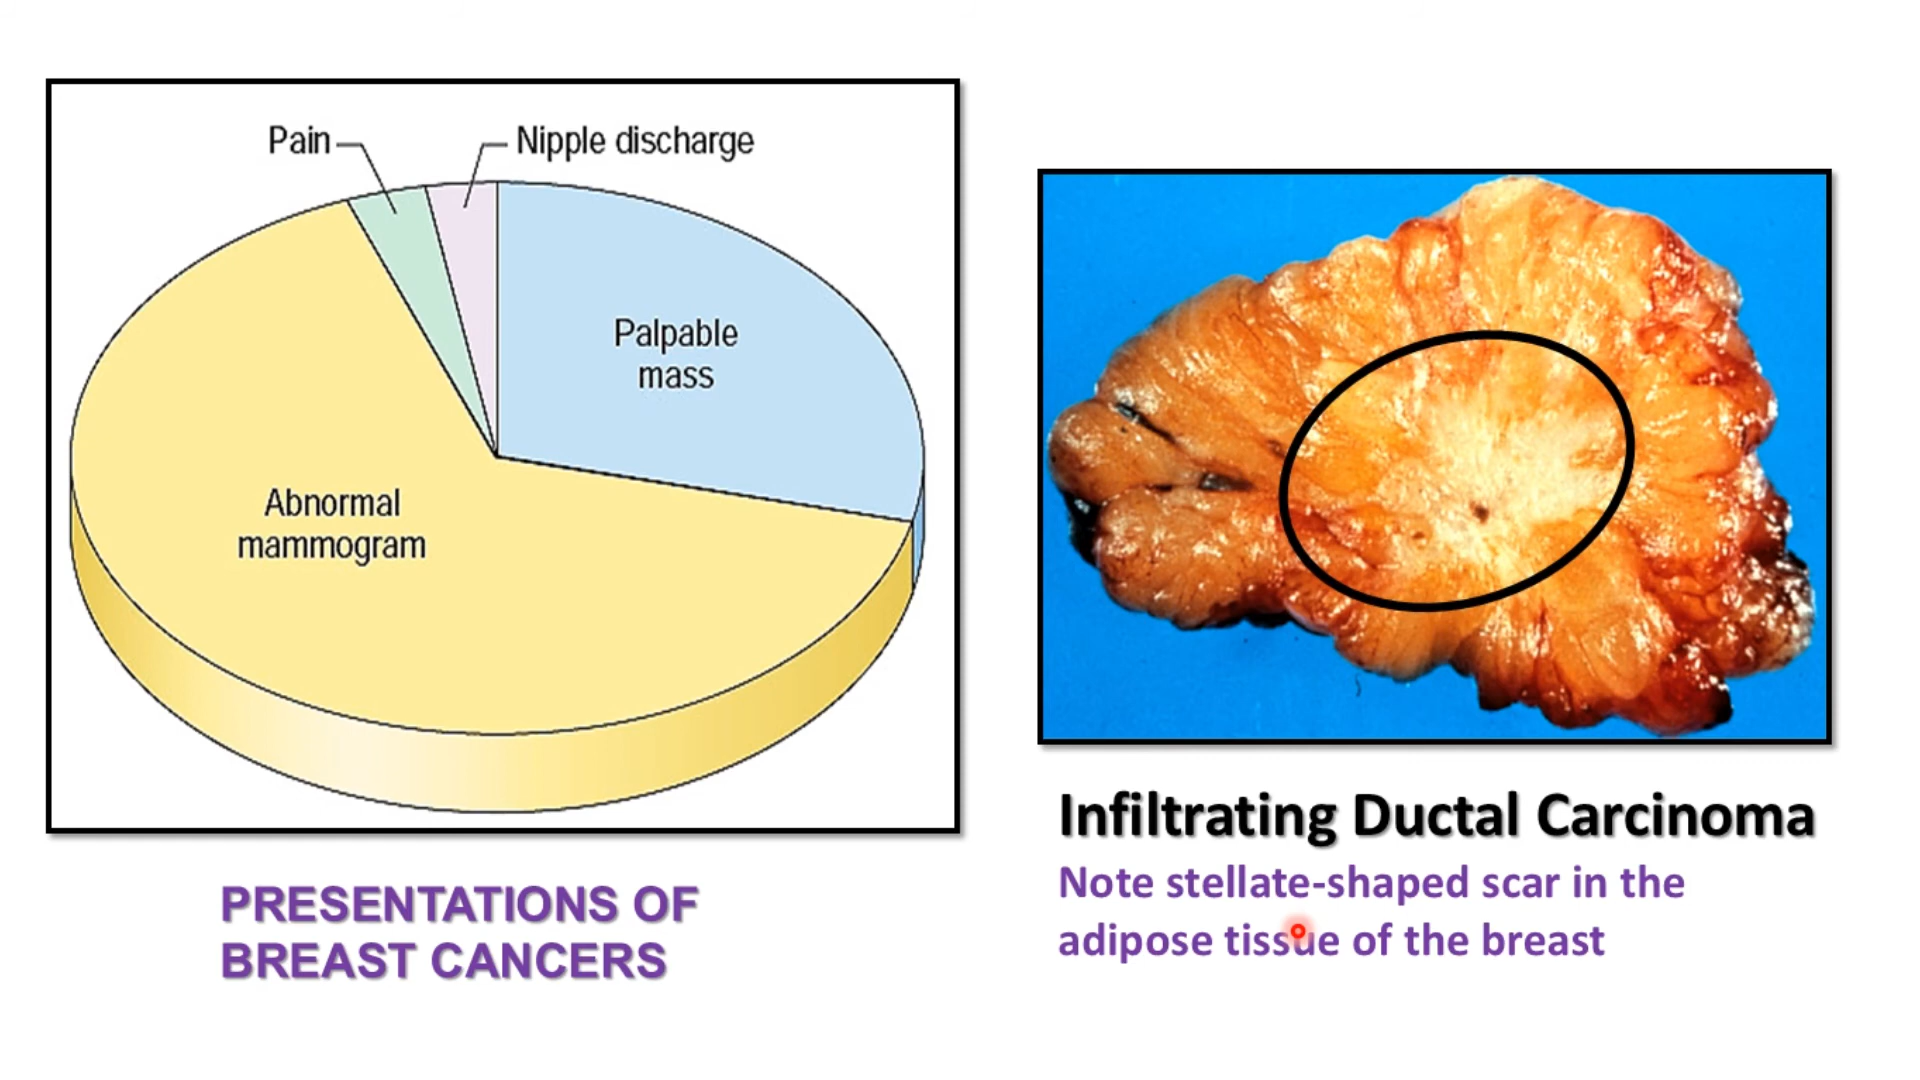 Pain
Nipple discharge
Palpable
mass
Abnormal
mammogram
PRESENTATIONS OF
BREAST CANCERS
Infiltrating Ductal Carcinoma
Note stellate-shaped scar in the
adipose tissue of the breast